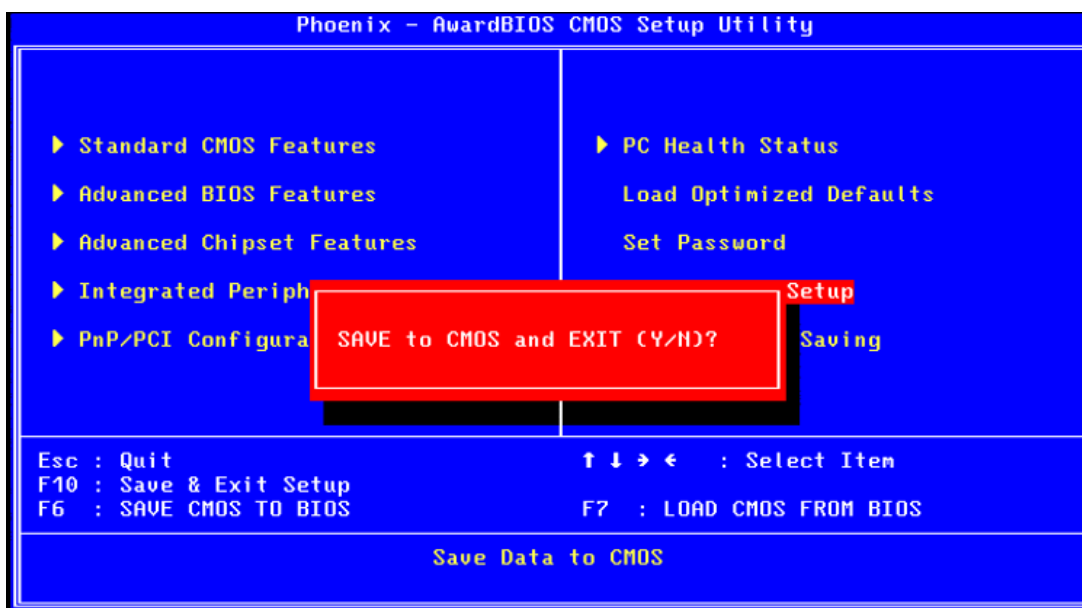 Phoenix - AwardBIOS CMOS Setup Utility
Standard CMOS Features
Advanced BIOS Features
Advanced Chipset Features
Integrated Periph
PnP/PCI Configura
PC Health Status
Load Optimized Defaults
Set Password
Setup
Saving
SAVE to CMOS and EXIT (Y/N)?
Esc : Quit
F10 : Save & Exit Setup
F6 : SAVE CMOS TO BIOS
↑ ↓ → ← : Select Item
F7 : LOAD CMOS FROM BIOS
Save Data to CMOS